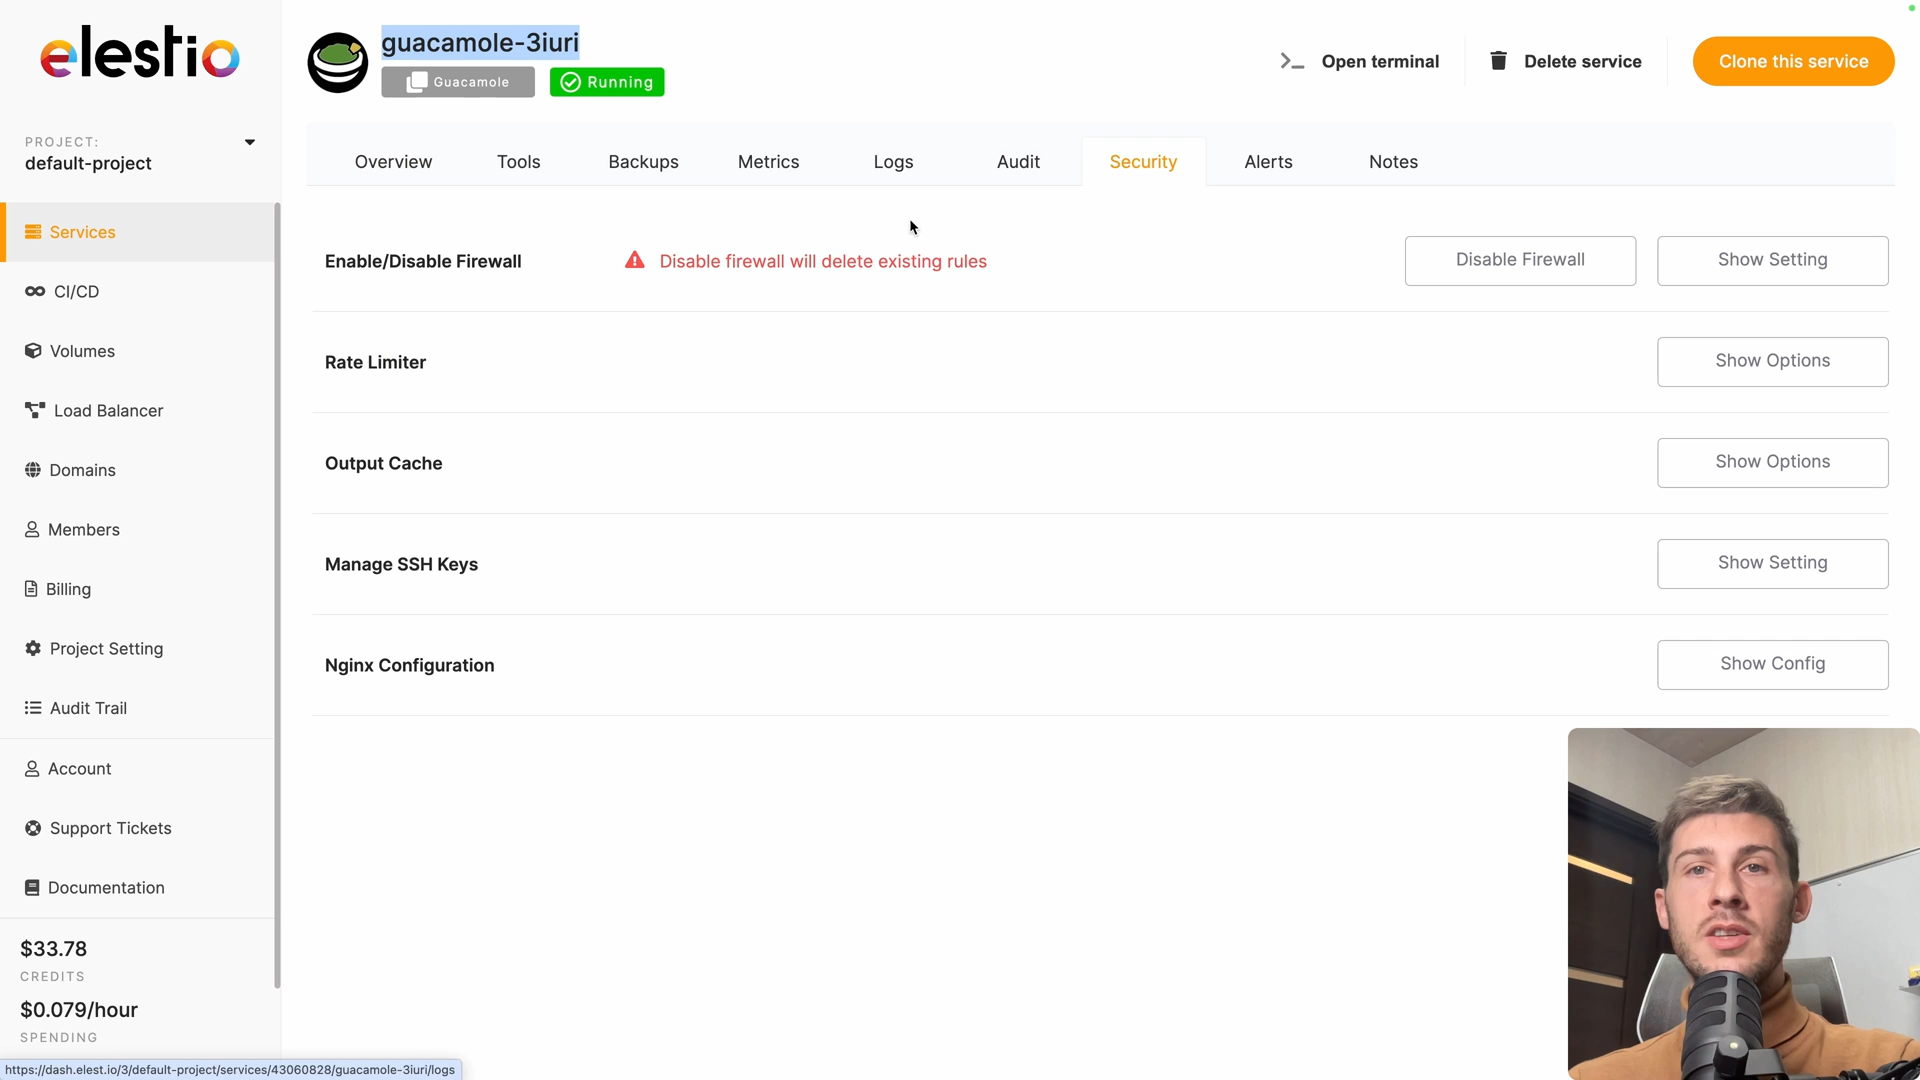 elestio
PROJECT:
default-project
Services
CI/CD
Volumes
Load Balancer
Domains
Members
Billing
Project Setting
Audit Trail
Account
Support Tickets
Documentation
$33.78
CREDITS
$0.079/hour
SPENDING
https://dash.elest.io/3/default-project/services/43060828/guacamole-3iuri/logs
guacamole-3iuri
Guacamole
Running
Open terminal
Delete service
Clone this service
Overview
Tools
Backups
Metrics
Logs
Audit
Security
Alerts
Notes
Enable/Disable Firewall
Disable firewall will delete existing rules
Disable Firewall
Show Setting
Rate Limiter
Show Options
Output Cache
Show Options
Manage SSH Keys
Show Setting
Nginx Configuration
Show Config